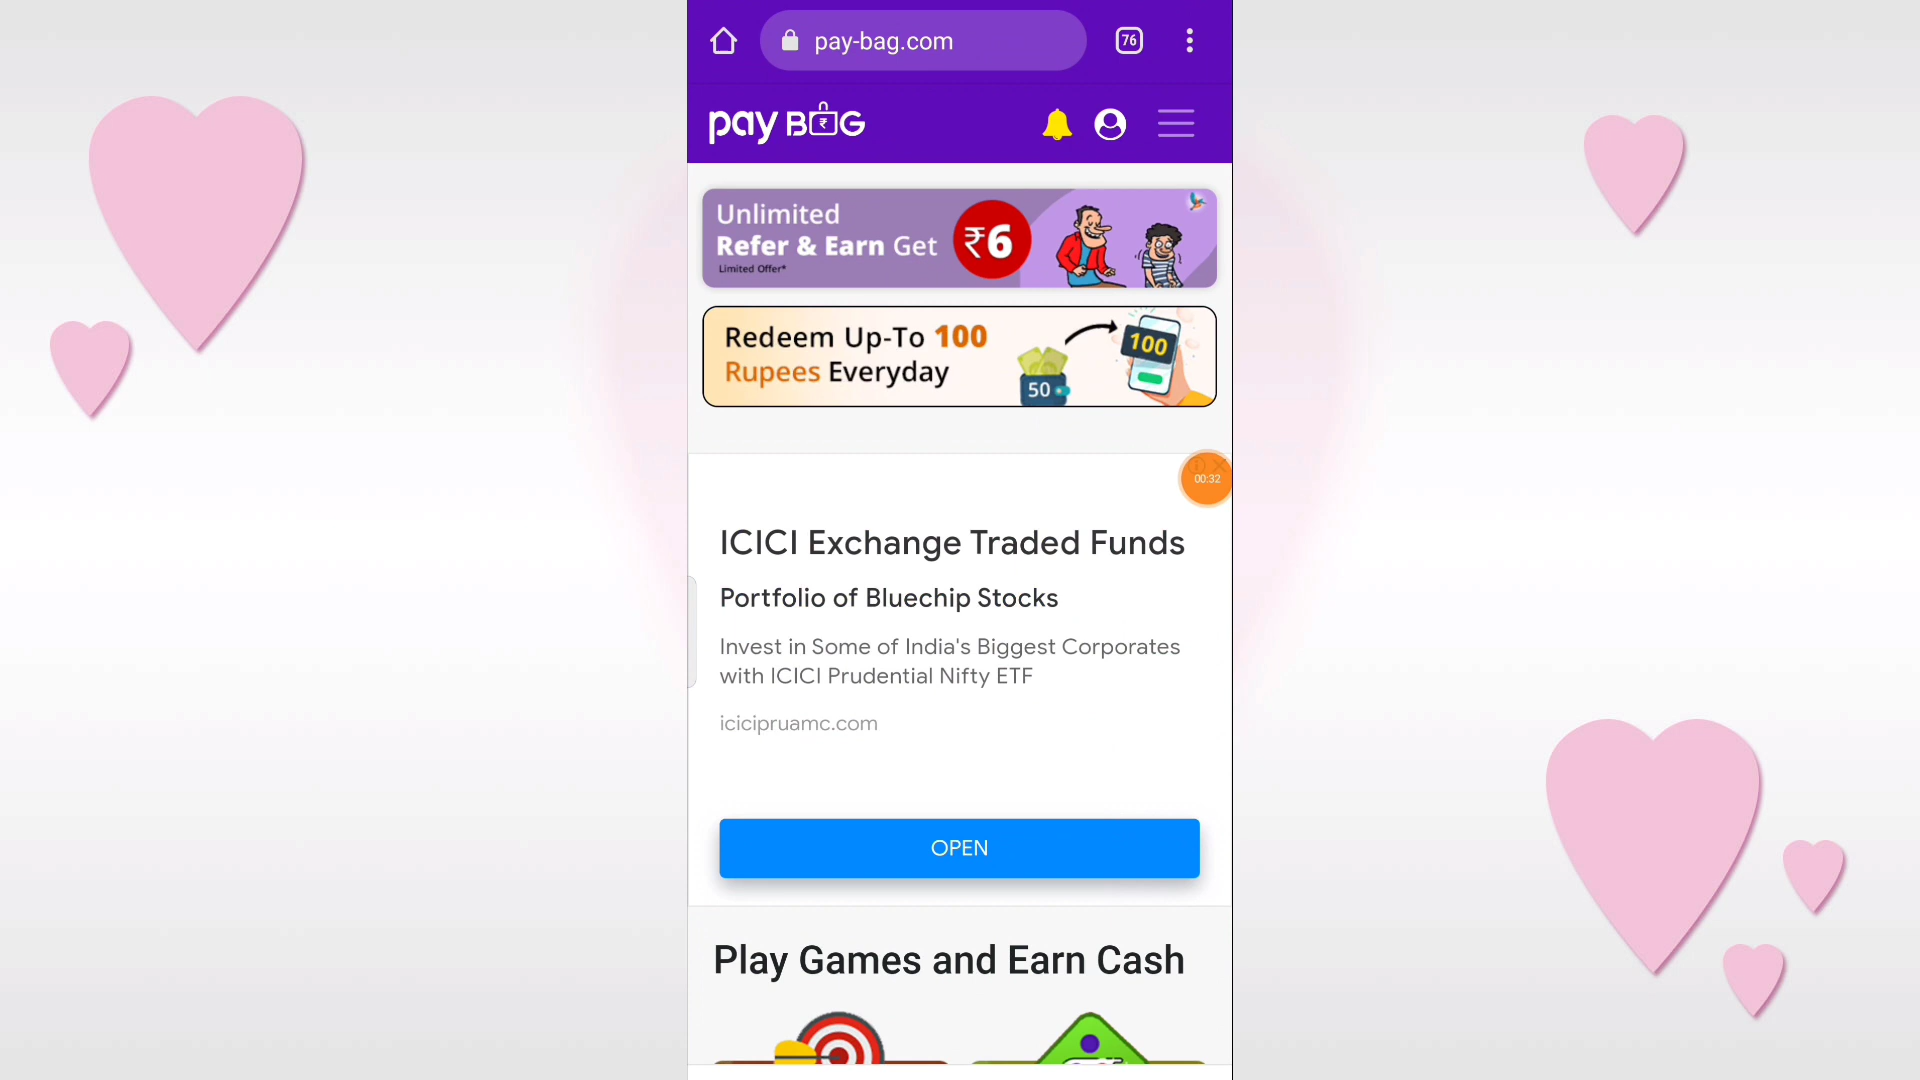 pay-bag.com
76
pay BAG
Unlimited
Refer & Earn Get
₹6
Limited Offer*
Redeem Up-To 100
Rupees Everyday
50
100
00:32
ICICI Exchange Traded Funds
Portfolio of Bluechip Stocks
Invest in Some of India's Biggest Corporates
with ICICI Prudential Nifty ETF
icicipruamc.com
OPEN
Play Games and Earn Cash